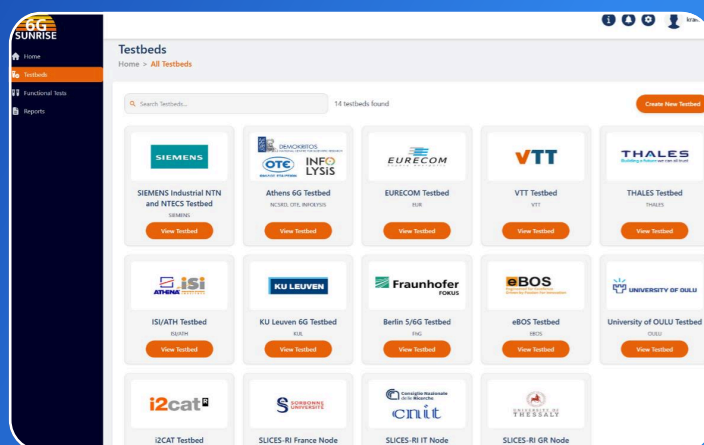 6G
SUNRISE
Home
Testbeds
Functional Tests
Reports
Testbeds
Home > All Testbeds
Search Testbeds...
14 testbeds found
Create New Testbed
SIEMENS
SIEMENS Industrial NTN
and NTECS Testbed
SIEMENS
View Testbed
DEMOKRITOS
OTE
INFO
LYSiS
Athens 6G Testbed
NCSRD, OTE, INFOLYSIS
View Testbed
EURECOM
EURECOM Testbed
EUR
View Testbed
VTT
VTT Testbed
VTT
View Testbed
THALES
Building a future we can all trust
THALES Testbed
THALES
View Testbed
ATHENA
isi
ISI/ATH Testbed
ISI/ATH
View Testbed
KU LEUVEN
KU Leuven 6G Testbed
KUL
View Testbed
Fraunhofer
FOKUS
Berlin 5/6G Testbed
FHG
View Testbed
eBOS
eBOS Testbed
EBOS
View Testbed
UNIVERSITY OF OULU
University of OULU Testbed
OULU
View Testbed
i2cat R
i2CAT Testbed
SORBONNE
UNIVERSITÉ
SLICES-RI France Node
Consiglio Nazionale
delle Ricerche
cnit
SLICES-RI IT Node
UNIVERSITY OF
THESSALY
SLICES-RI GR Node